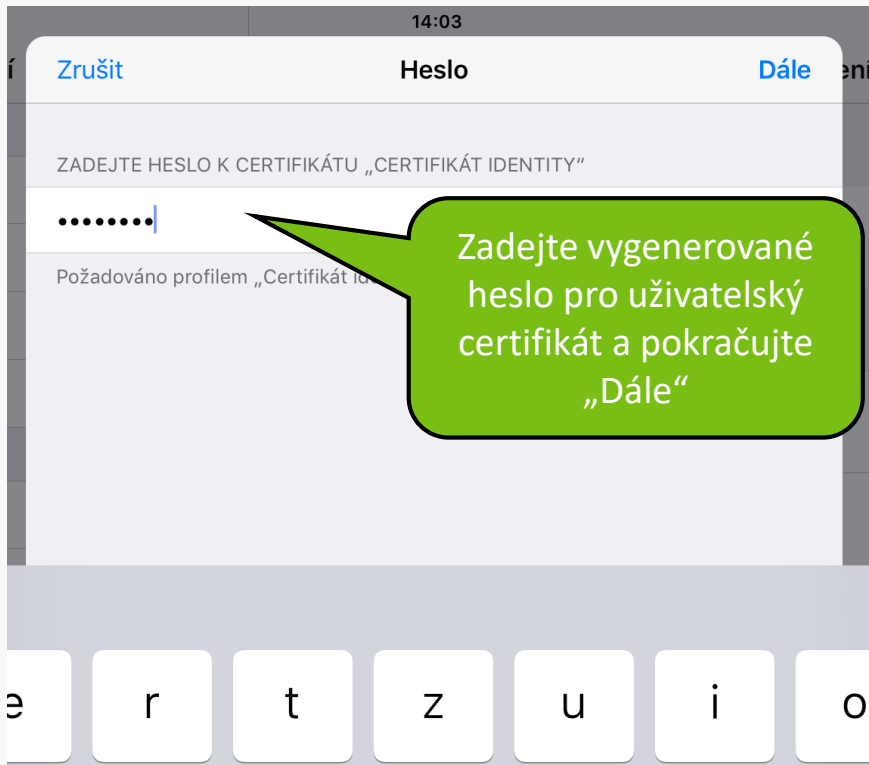 14:03
í
Zrušit
Heslo
Dále
ení
ZADEJTE HESLO K CERTIFIKÁTU „CERTIFIKÁT IDENTITY“
••••••••
Požadováno profilem „Certifikát
Zadejte vygenerované
heslo pro uživatelský
certifikát a pokračujte
„Dále“
e r t z u i o